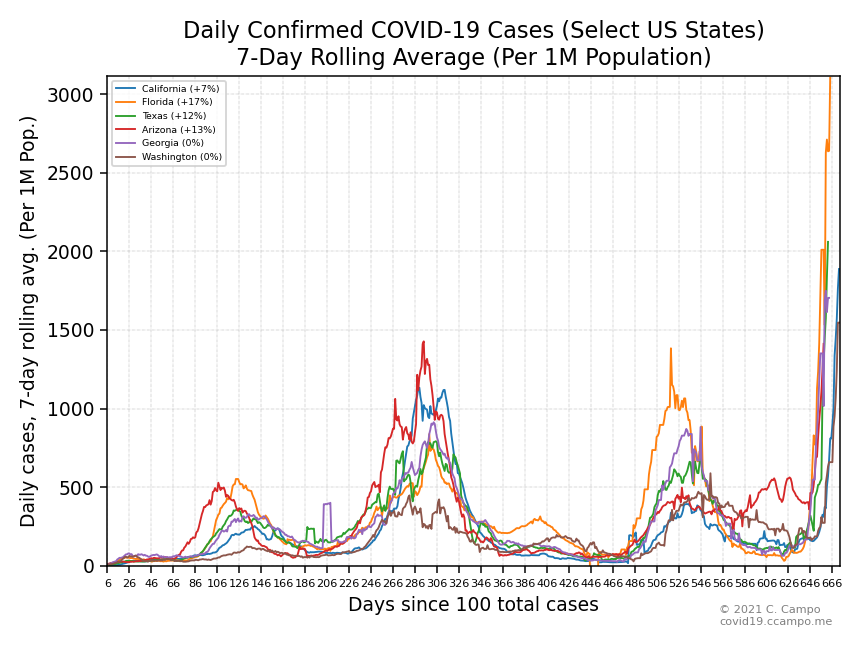 Daily Confirmed COVID-19 Cases (Select US States)
7-Day Rolling Average (Per 1M Population)
Daily cases, 7-day rolling avg. (Per 1M Pop.)
3000
2500
2000
1500
1000
500
0
California (+7%)
Florida (+17%)
Texas (+12%)
Arizona (+13%)
Georgia (0%)
Washington (0%)
6 26 46 66 86 106 126 146 166 186 206 226 246 266 286 306 326 346 366 386 406 426 446 466 486 506 526 546 566 586 606 626 646 666
Days since 100 total cases
© 2021 C. Campo
covid19.ccampo.me